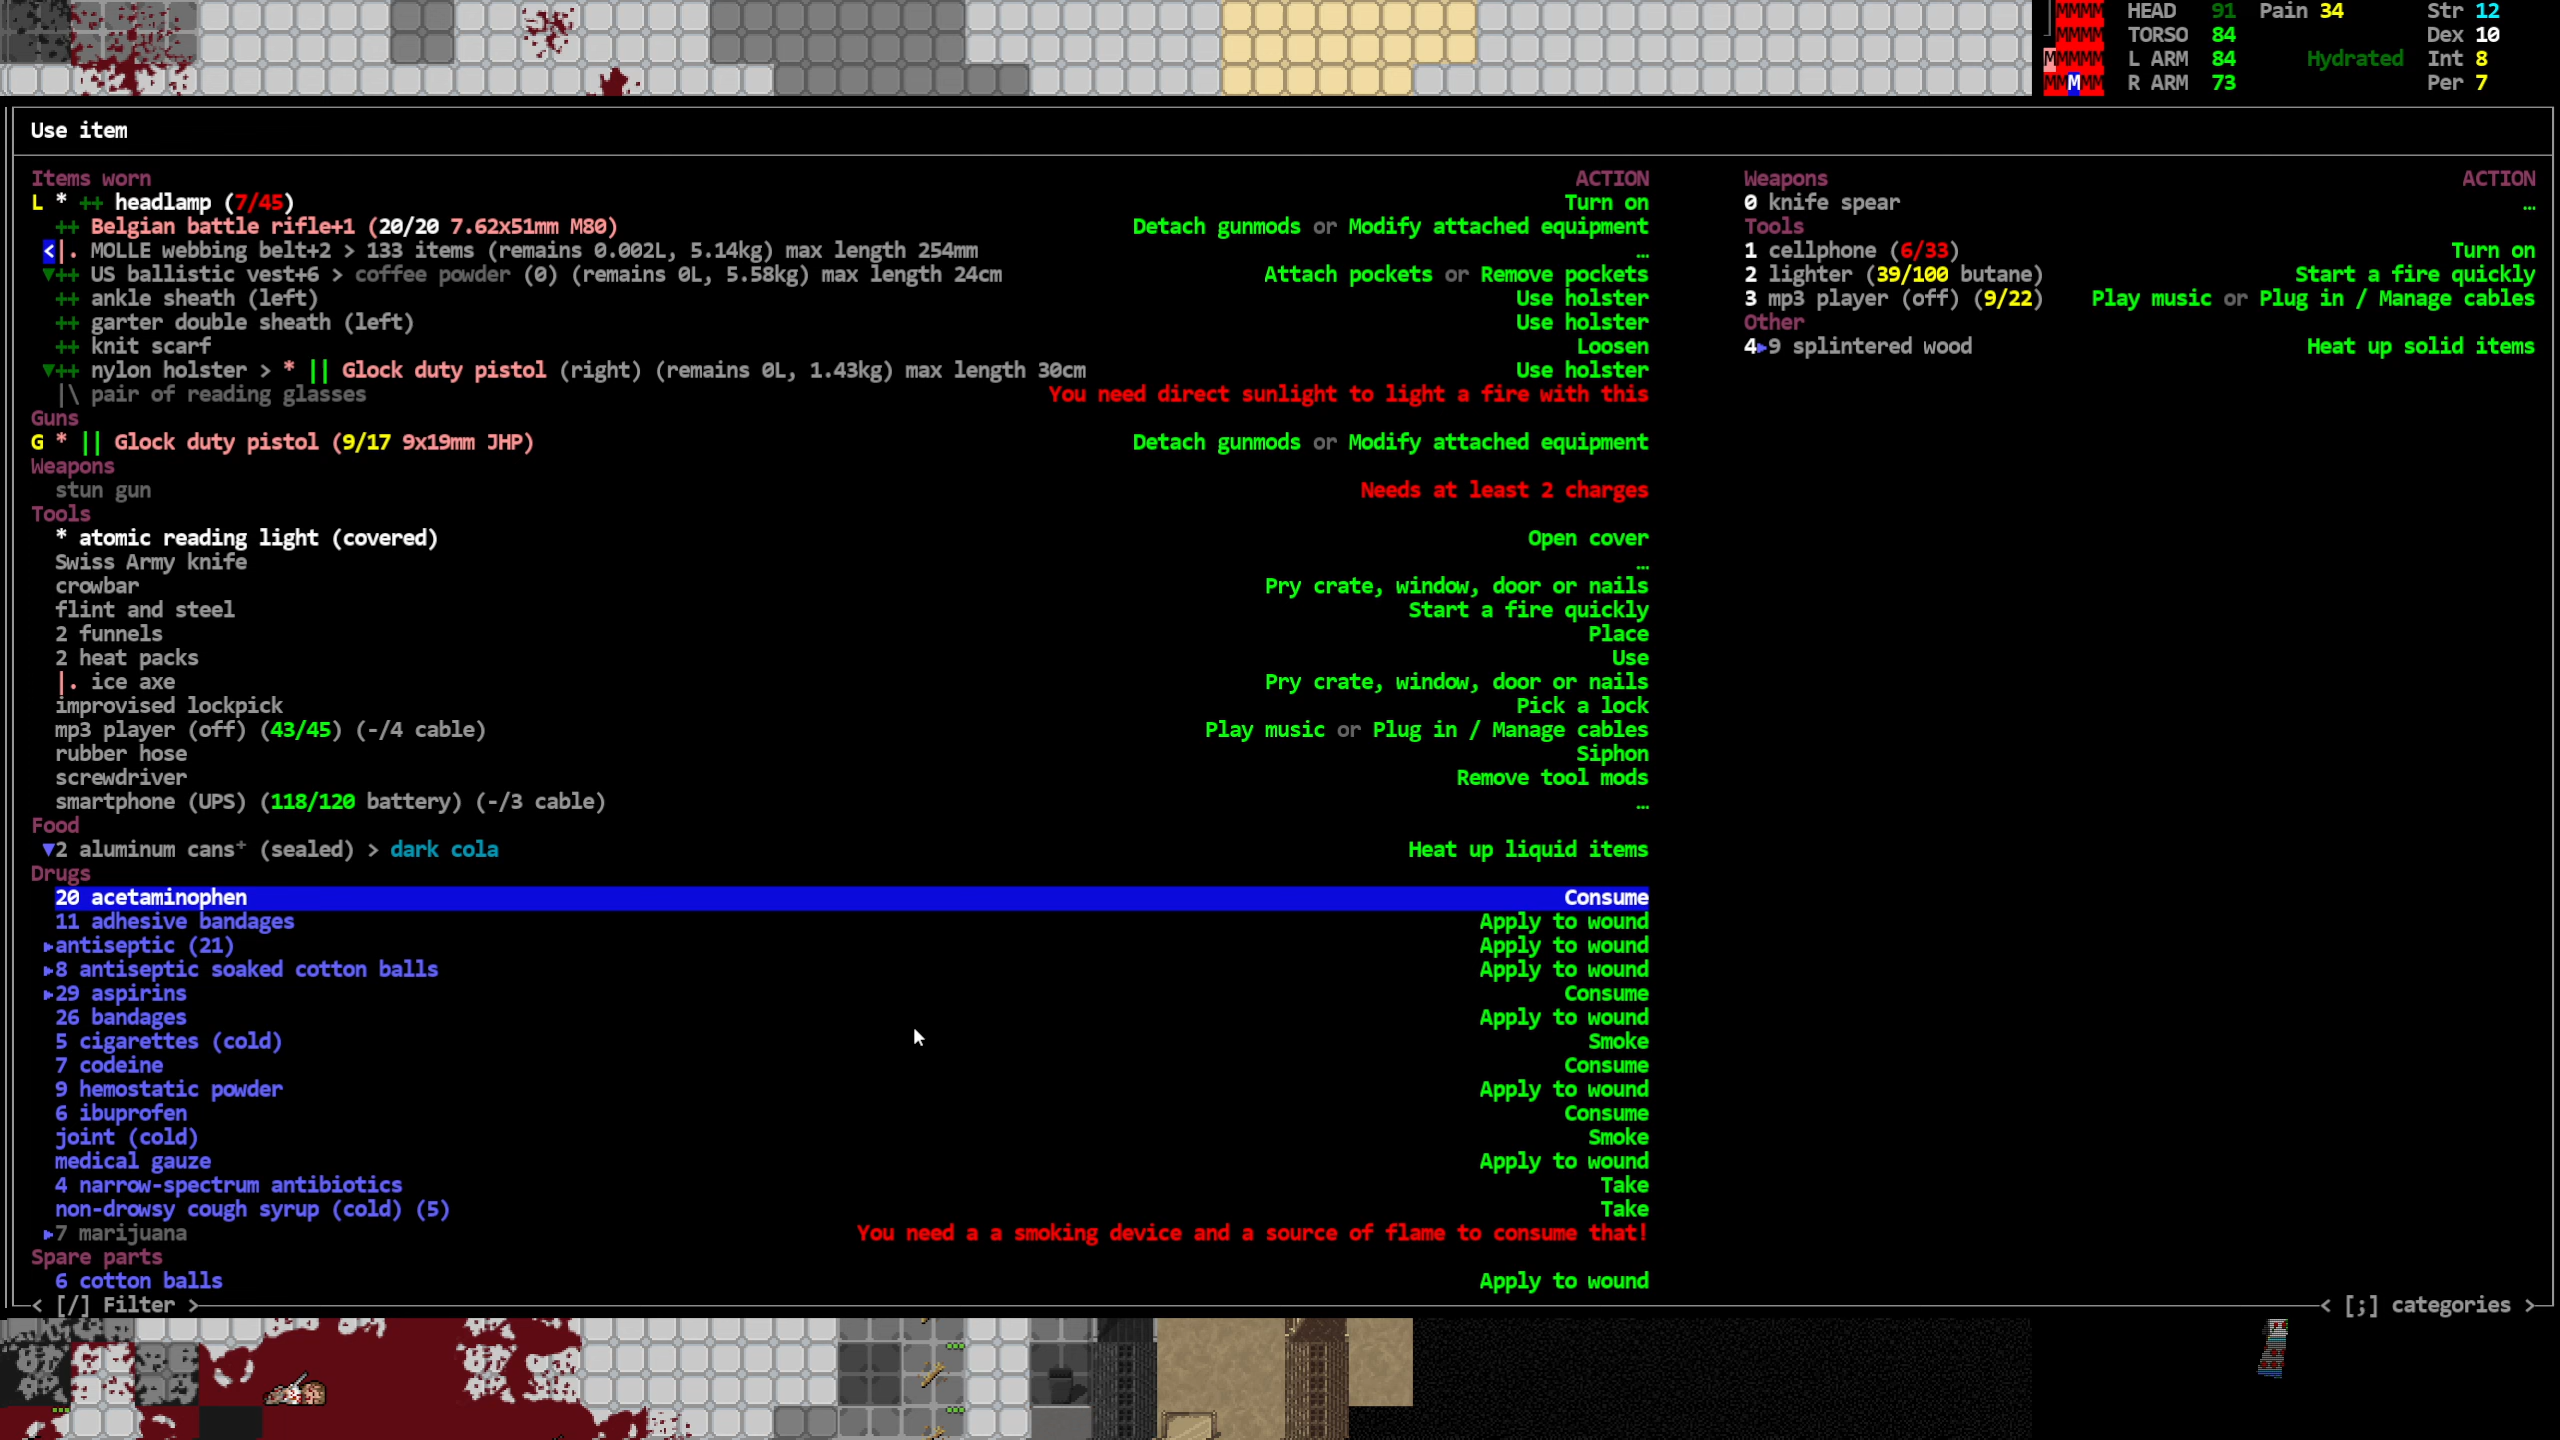 MMMM HEAD 91 Pain 34 Str 12
MMMM TORSO 84 Dex 10
MMMMM L ARM 84 Hydrated Int 8
MMMMM R ARM 73 Per 7
Use item
Items worn ACTION
L * ++ headlamp (7/45) Turn on
++ Belgian battle rifle+1 (20/20 7.62x51mm M80) Detach gunmods or Modify attached equipment
<|. MOLLE webbing belt+2 > 133 items (remains 0.002L, 5.14kg) max length 254mm …
▼++ US ballistic vest+6 > coffee powder (0) (remains 0L, 5.58kg) max length 24cm Attach pockets or Remove pockets
++ ankle sheath (left) Use holster
++ garter double sheath (left) Use holster
++ knit scarf Loosen
▼++ nylon holster > * || Glock duty pistol (right) (remains 0L, 1.43kg) max length 30cm Use holster
|\ pair of reading glasses You need direct sunlight to light a fire with this
Guns
G * || Glock duty pistol (9/17 9x19mm JHP) Detach gunmods or Modify attached equipment
Weapons
stun gun Needs at least 2 charges
Tools
* atomic reading light (covered) Open cover
Swiss Army knife …
crowbar Pry crate, window, door or nails
flint and steel Start a fire quickly
2 funnels Place
2 heat packs Use
|. ice axe Pry crate, window, door or nails
improvised lockpick Pick a lock
mp3 player (off) (43/45) (-/4 cable) Play music or Plug in / Manage cables
rubber hose Siphon
screwdriver Remove tool mods
smartphone (UPS) (118/120 battery) (-/3 cable) …
Food
▼2 aluminum cans⁺ (sealed) > dark cola Heat up liquid items
Drugs
20 acetaminophen Consume
11 adhesive bandages Apply to wound
▶antiseptic (21) Apply to wound
▶8 antiseptic soaked cotton balls Apply to wound
▶29 aspirins Consume
26 bandages Apply to wound
5 cigarettes (cold) Smoke
7 codeine Consume
9 hemostatic powder Apply to wound
6 ibuprofen Consume
joint (cold) Smoke
medical gauze Apply to wound
4 narrow-spectrum antibiotics Take
non-drowsy cough syrup (cold) (5) Take
▶7 marijuana You need a a smoking device and a source of flame to consume that!
Spare parts
6 cotton balls Apply to wound
Weapons ACTION
0 knife spear …
Tools
1 cellphone (6/33) Turn on
2 lighter (39/100 butane) Start a fire quickly
3 mp3 player (off) (9/22) Play music or Plug in / Manage cables
Other
4▶9 splintered wood Heat up solid items
< [/] Filter > < [;] categories >